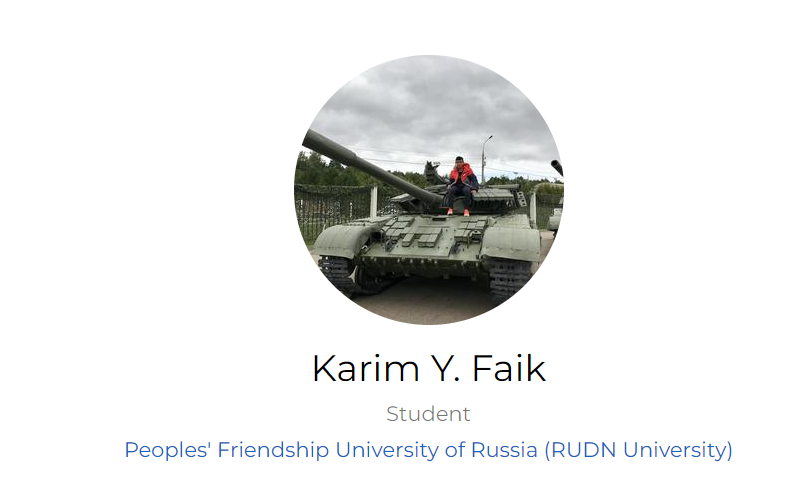 Karim Y. Faik
Student
Peoples' Friendship University of Russia (RUDN University)